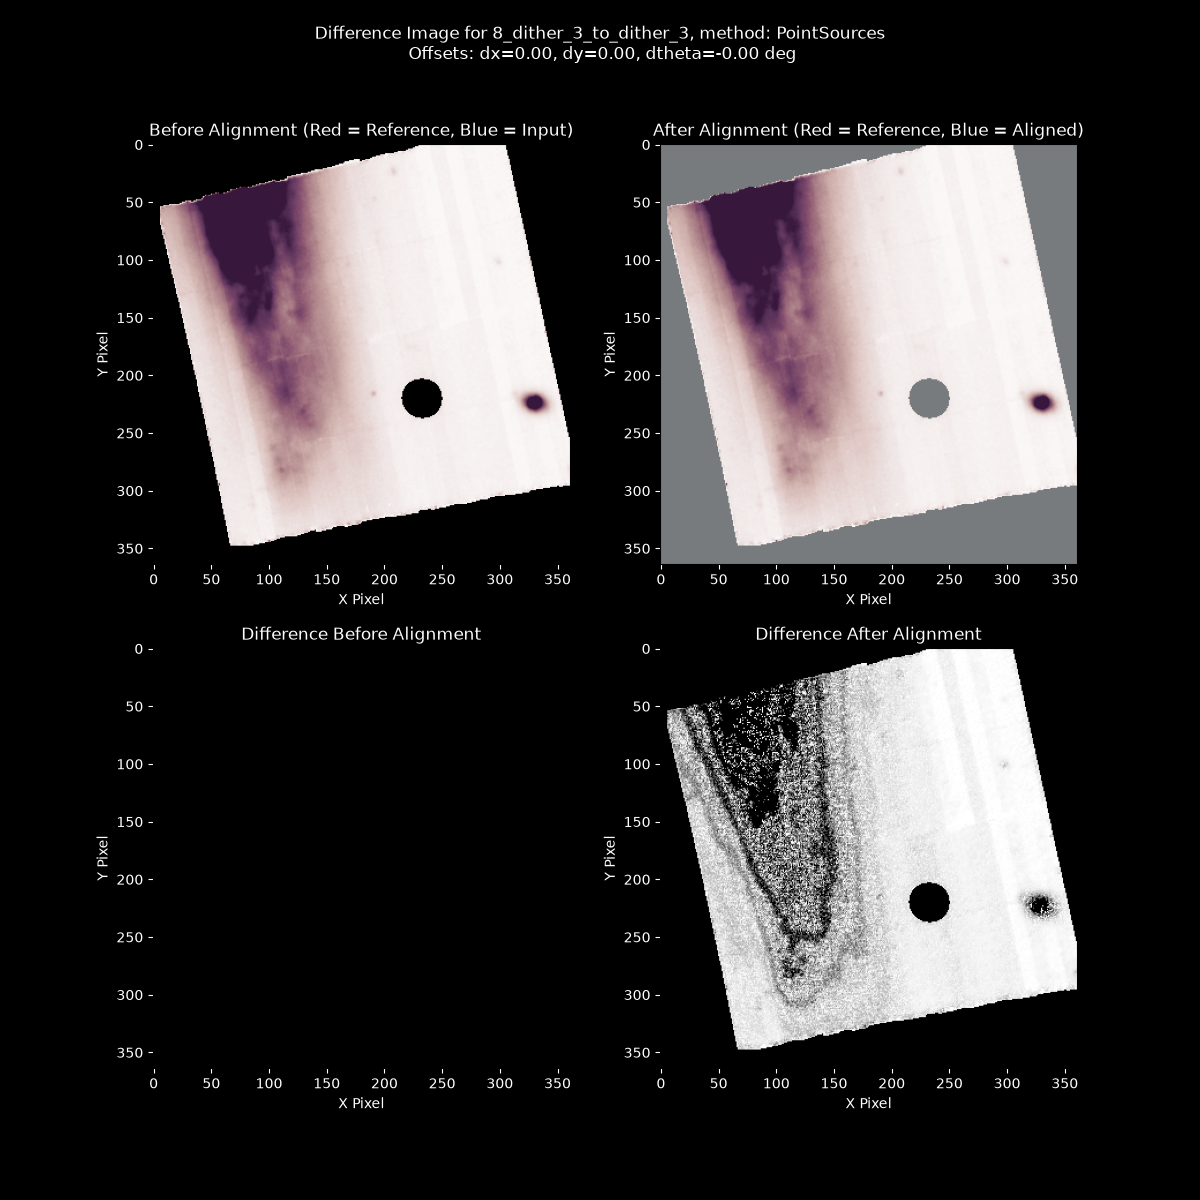 Difference Image for 8_dither_3_to_dither_3, method: PointSources
Offsets: dx=0.00, dy=0.00, dtheta=-0.00 deg
Before Alignment (Red = Reference, Blue = Input)
0
50
100
150
200
250
300
350
Y Pixel
0 50 100 150 200 250 300 350
X Pixel
After Alignment (Red = Reference, Blue = Aligned)
0
50
100
150
200
250
300
350
Y Pixel
0 50 100 150 200 250 300 350
X Pixel
Difference Before Alignment
0
50
100
150
200
250
300
350
Y Pixel
0 50 100 150 200 250 300 350
X Pixel
Difference After Alignment
0
50
100
150
200
250
300
350
Y Pixel
0 50 100 150 200 250 300 350
X Pixel